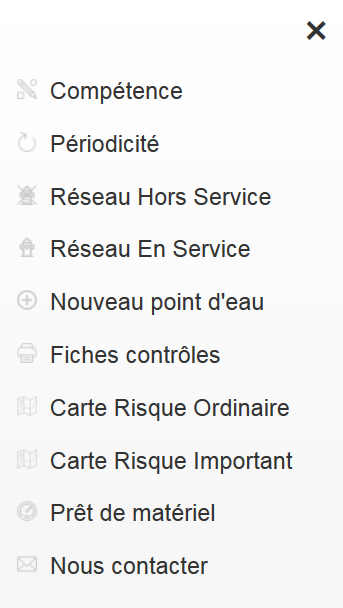 Compétence
Périodicité
Réseau Hors Service
Réseau En Service
Nouveau point d'eau
Fiches contrôles
Carte Risque Ordinaire
Carte Risque Important
Prêt de matériel
Nous contacter